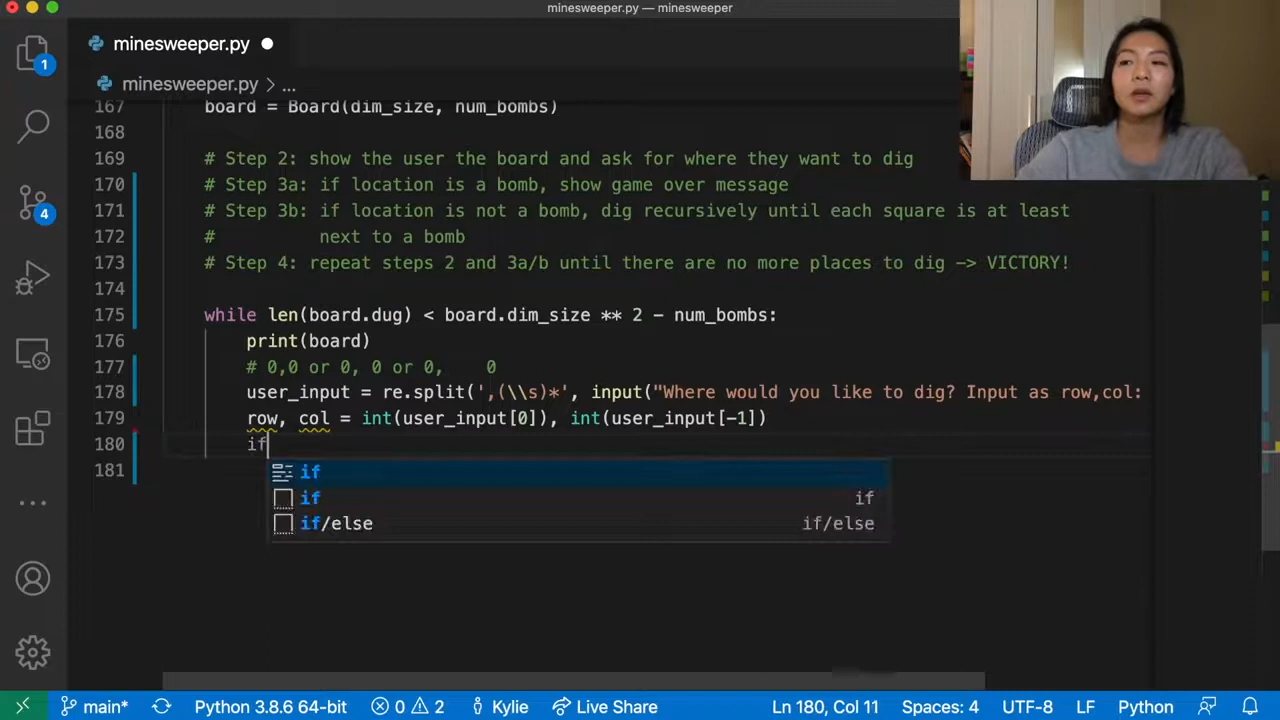 minesweeper.py — minesweeper
1
minesweeper.py
minesweeper.py > ...
167 board = Board(dim_size, num_bombs)
168
169 # Step 2: show the user the board and ask for where they want to dig
170 # Step 3a: if location is a bomb, show game over message
171 # Step 3b: if location is not a bomb, dig recursively until each square is at least
172 # next to a bomb
173 # Step 4: repeat steps 2 and 3a/b until there are no more places to dig -> VICTORY!
174
175 while len(board.dug) < board.dim_size ** 2 - num_bombs:
176 print(board)
177 # 0,0 or 0, 0 or 0,    0
178 user_input = re.split(',(\\s)*', input("Where would you like to dig? Input as row,col:
179 row, col = int(user_input[0]), int(user_input[-1])
180 if
181
if
if if
if/else if/else
4
main* Python 3.8.6 64-bit 0 2 Kylie Live Share Ln 180, Col 11 Spaces: 4 UTF-8 LF Python